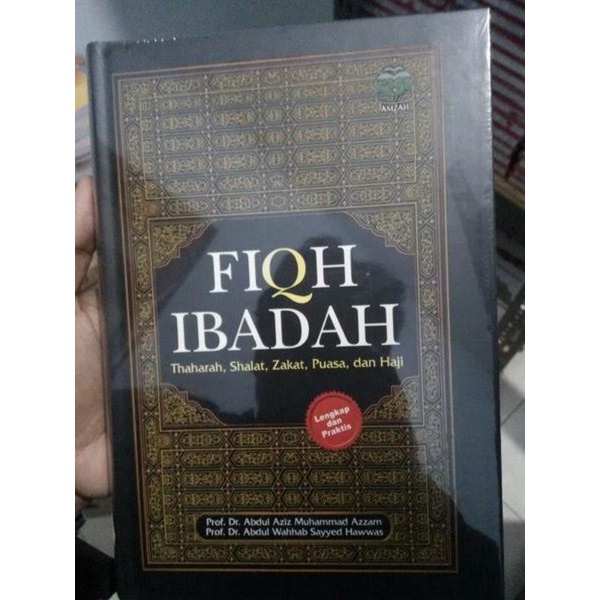 AMZAH
FIQH
IBADAH
Thaharah, Shalat, Zakat, Puasa, dan Haji
Lengkap
dan
Praktis
Prof. Dr. Abdul Aziz Muhammad Azzam
Prof. Dr. Abdul Wahhab Sayyed Hawwas